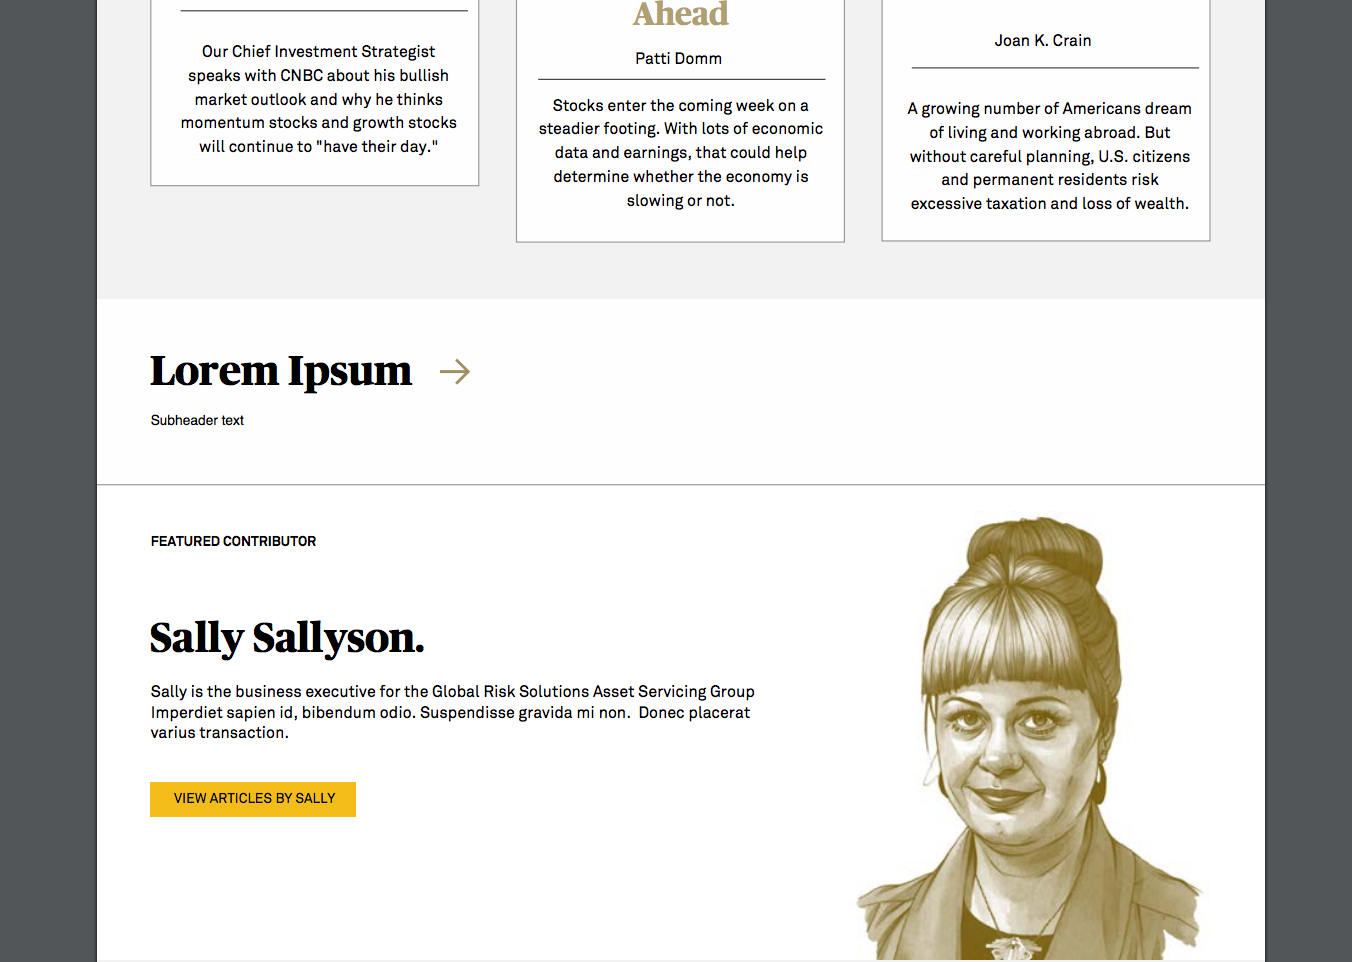 Our Chief Investment Strategist
speaks with CNBC about his bullish
market outlook and why he thinks
momentum stocks and growth stocks
will continue to "have their day."
Ahead
Patti Domm
Stocks enter the coming week on a
steadier footing. With lots of economic
data and earnings, that could help
determine whether the economy is
slowing or not.
Joan K. Crain
A growing number of Americans dream
of living and working abroad. But
without careful planning, U.S. citizens
and permanent residents risk
excessive taxation and loss of wealth.
Lorem Ipsum
Subheader text
FEATURED CONTRIBUTOR
Sally Sallyson.
Sally is the business executive for the Global Risk Solutions Asset Servicing Group
Imperdiet sapien id, bibendum odio. Suspendisse gravida mi non.  Donec placerat
varius transaction.
VIEW ARTICLES BY SALLY